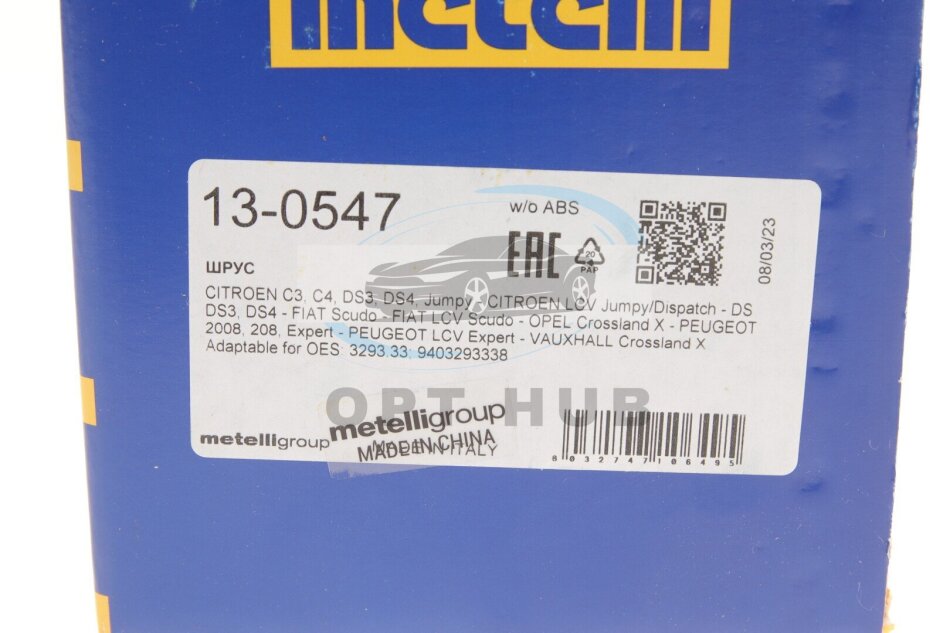 metelli
13-0547
w/o ABS
EAC
20
PAP
08/03/23
ШРУС
CITROEN C3, C4, DS3, DS4, Jumpy - CITROEN LCV Jumpy/Dispatch - DS
DS3, DS4 - FIAT Scudo - FIAT LCV Scudo - OPEL Crossland X - PEUGEOT
2008, 208, Expert - PEUGEOT LCV Expert - VAUXHALL Crossland X
Adaptable for OES: 3293.33; 9403293338
OPT HUB
metelligroup
metelligroup
MADE IN CHINA
MADE IN ITALY
8032747106495